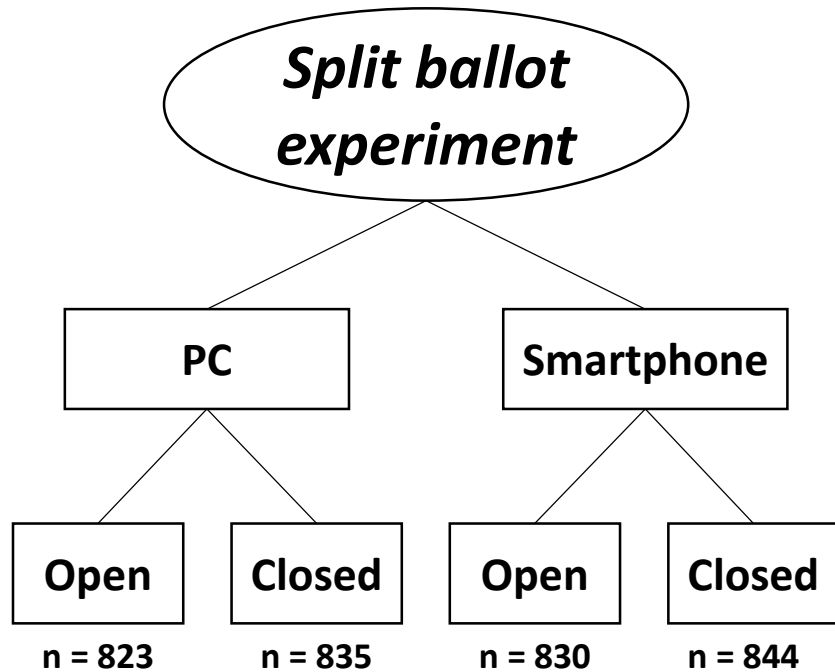 Split ballot
experiment
PC
Smartphone
Open
Closed
Open
Closed
n = 823
n = 835
n = 830
n = 844